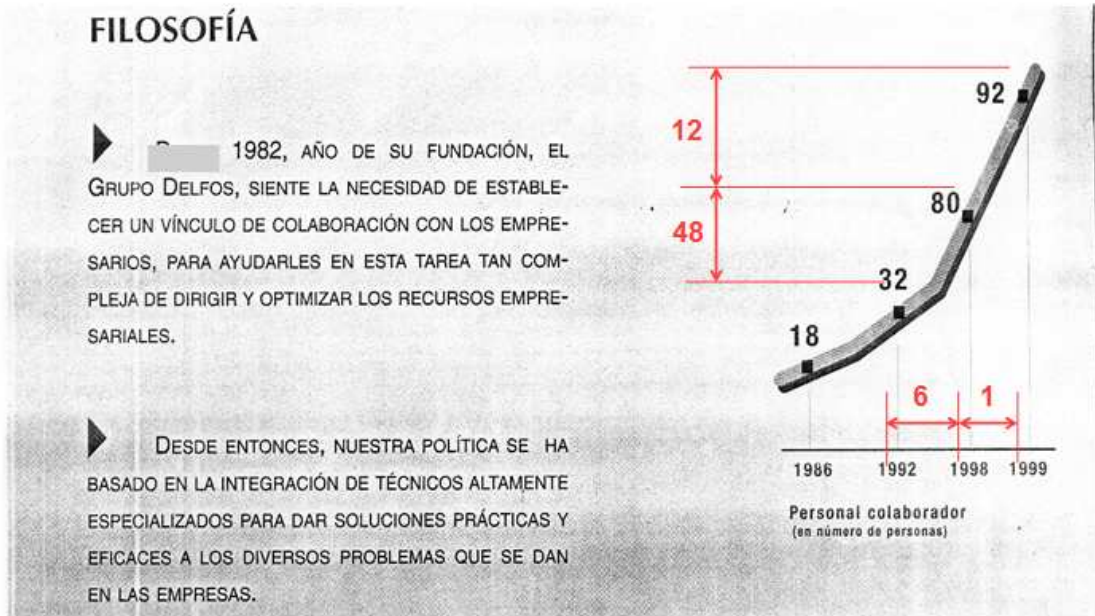 FILOSOFÍA
1982, AÑO DE SU FUNDACIÓN, EL
GRUPO DELFOS, SIENTE LA NECESIDAD DE ESTABLE-
CER UN VÍNCULO DE COLABORACIÓN CON LOS EMPRE-
SARIOS, PARA AYUDARLES EN ESTA TAREA TAN COM-
PLEJA DE DIRIGIR Y OPTIMIZAR LOS RECURSOS EMPRE-
SARIALES.
DESDE ENTONCES, NUESTRA POLÍTICA SE HA
BASADO EN LA INTEGRACIÓN DE TÉCNICOS ALTAMENTE
ESPECIALIZADOS PARA DAR SOLUCIONES PRÁCTICAS Y
EFICACES A LOS DIVERSOS PROBLEMAS QUE SE DAN
EN LAS EMPRESAS.
92
12
80
48
32
18
6 1
1986 1992 1998 1999
Personal colaborador
(en número de personas)